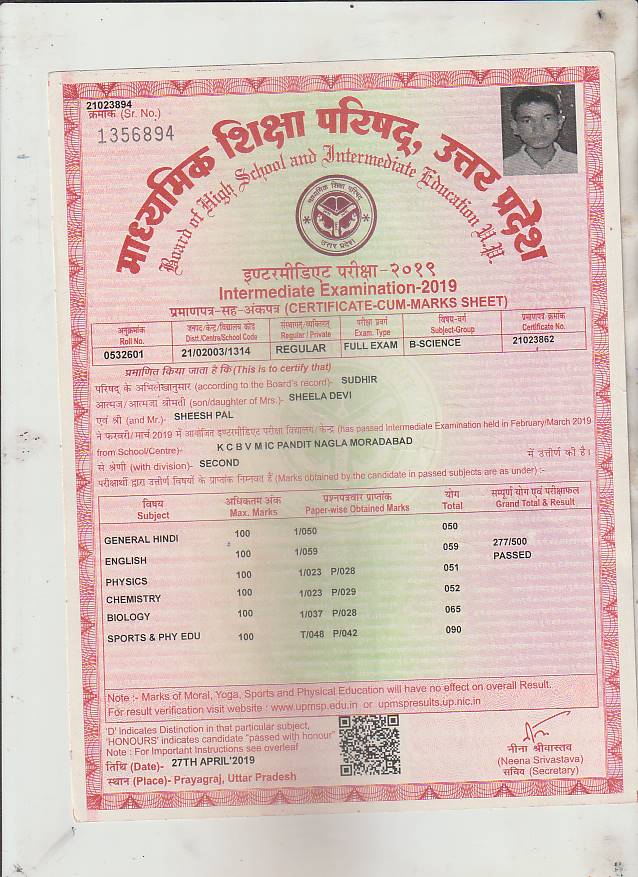 21023894
क्रमांक (Sr. No.)
1356894
माध्यमिक शिक्षा परिषद्, उत्तर प्रदेश
Board of High School and Intermediate Education U.P.
माध्यमिक शिक्षा परिषद
उत्तर प्रदेश
इण्टरमीडिएट परीक्षा-२०१९
Intermediate Examination-2019
प्रमाणपत्र-सह-अंकपत्र (CERTIFICATE-CUM-MARKS SHEET)
अनुक्रमांक जनपद/केन्द्र/विद्यालय कोड संस्थागत/व्यक्तिगत परीक्षा प्रवर्ग विषय-वर्ग प्रमाणपत्र क्रमांक
Roll No. Distt./Centre/School Code Regular / Private Exam. Type Subject-Group Certificate No.
0532601 21/02003/1314 REGULAR FULL EXAM B-SCIENCE 21023862
प्रमाणित किया जाता है कि (This is to certify that)
परिषद के अभिलेखानुसार (according to the Board's record)- SUDHIR
आत्मज/आत्मजा श्रीमती (son/daughter of Mrs.)- SHEELA DEVI
एवं श्री (and Mr.)- SHEESH PAL
ने फरवरी/मार्च 2019 में आयोजित इण्टरमीडिएट परीक्षा विद्यालय/केन्द्र (has passed Intermediate Examination held in February/March 2019
from School/Centre)- K C B V M IC PANDIT NAGLA MORADABAD में उत्तीर्ण की है।
से श्रेणी (with division)- SECOND
परीक्षार्थी द्वारा उत्तीर्ण विषयों के प्राप्तांक निम्नवत हैं (Marks obtained by the candidate in passed subjects are as under) :-
विषय अधिकतम अंक प्रश्नपत्रवार प्राप्तांक योग सम्पूर्ण योग एवं परीक्षाफल
Subject Max. Marks Paper-wise Obtained Marks Total Grand Total & Result
GENERAL HINDI 100 1/050 050 277/500
ENGLISH 100 1/059 059 PASSED
PHYSICS 100 1/023 P/028 051
CHEMISTRY 100 1/023 P/029 052
BIOLOGY 100 1/037 P/028 065
SPORTS & PHY EDU 100 T/048 P/042 090
Note :- Marks of Moral, Yoga, Sports and Physical Education will have no effect on overall Result.
For result verification visit website : www.upmsp.edu.in or upmspresults.up.nic.in
'D' Indicates Distinction in that particular subject,
'HONOURS' indicates candidate "passed with honour"
Note : For Important Instructions see overleaf
तिथि (Date)- 27TH APRIL'2019
स्थान (Place)- Prayagraj, Uttar Pradesh
नीना श्रीवास्तव
(Neena Srivastava)
सचिव (Secretary)